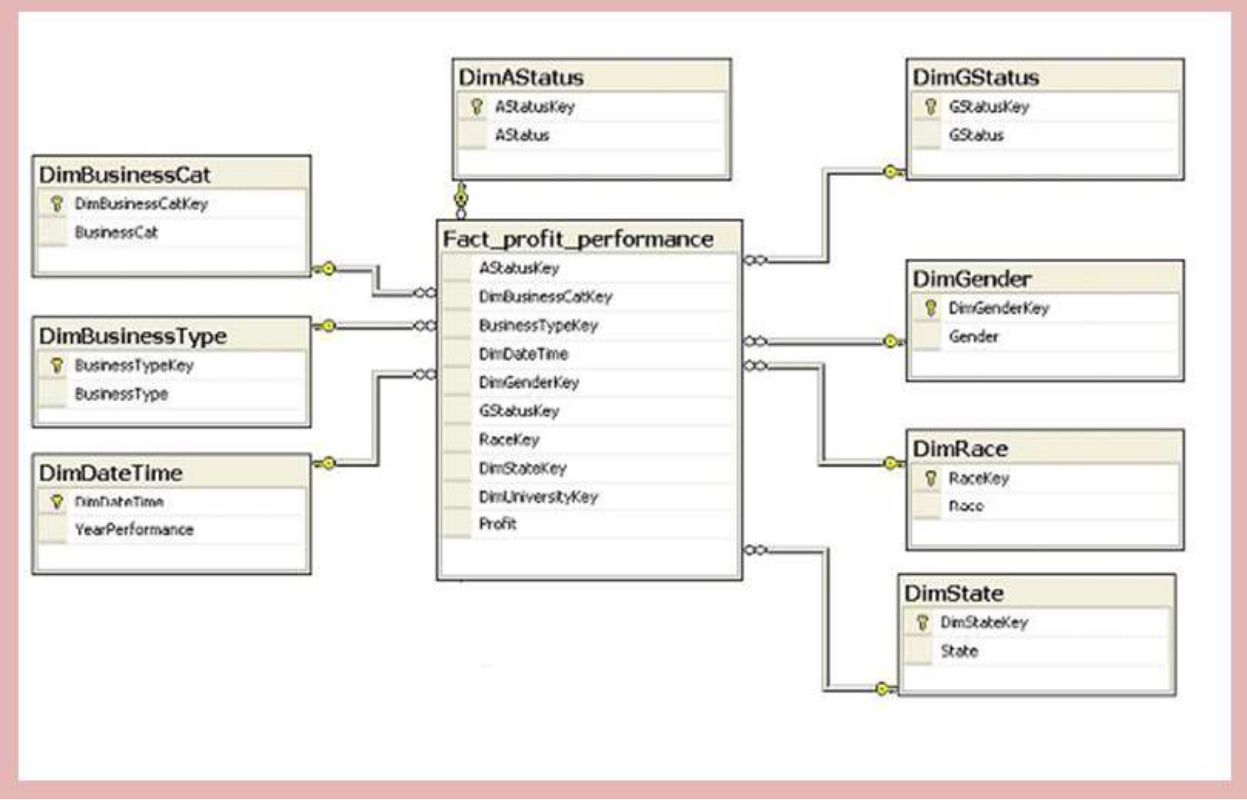 DimAStatus
AStatusKey
AStatus
DimGStatus
GStatusKey
GStatus
DimBusinessCat
DimBusinessCatKey
BusinessCat
Fact_profit_performance
AStatusKey
DimBusinessCatKey
BusinessTypeKey
DimDateTime
DimGenderKey
GStatusKey
RaceKey
DimStateKey
DimUniversityKey
Profit
DimGender
DimGenderKey
Gender
DimBusinessType
BusinessTypeKey
BusinessType
DimRace
RaceKey
Race
DimDateTime
DimDateTime
YearPerformance
DimState
DimStateKey
State